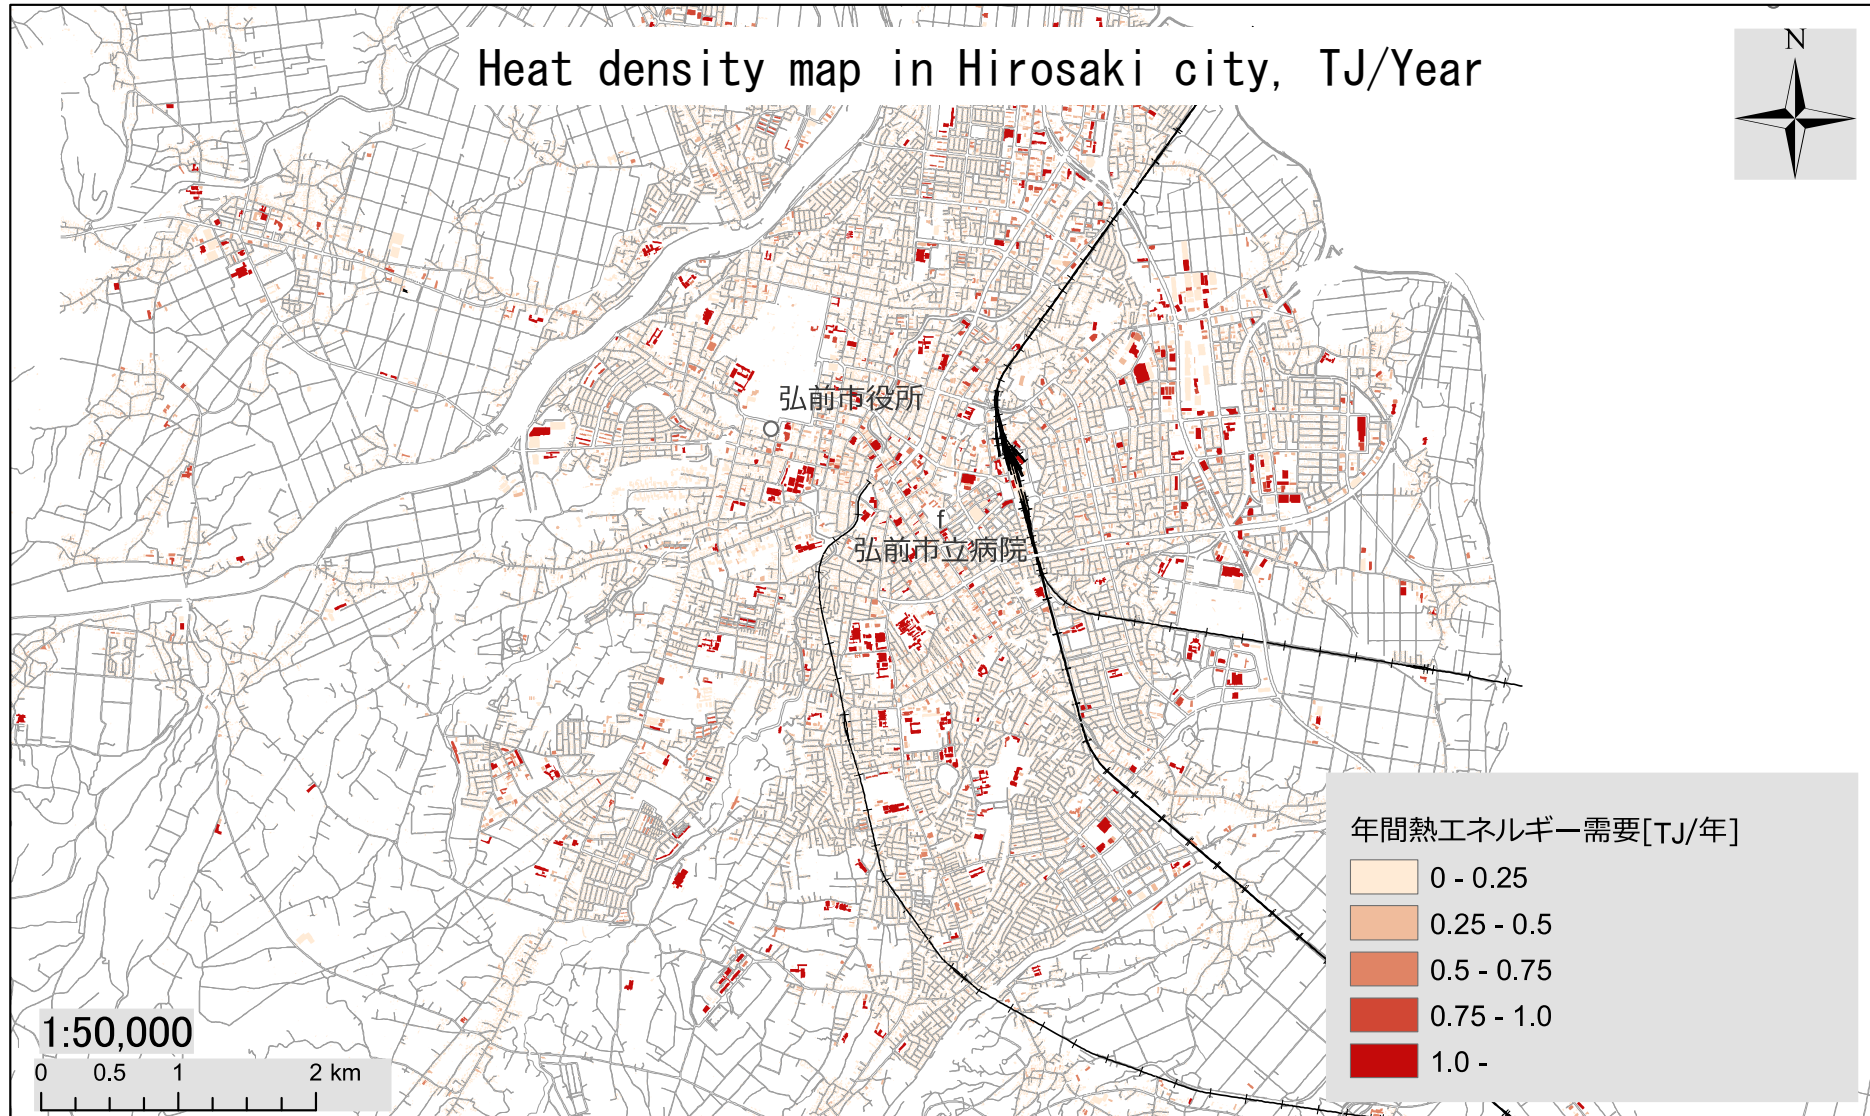 Heat density map in Hirosaki city, TJ/Year
N
弘前市役所
f
弘前市立病院
年間熱エネルギー需要[TJ/年]
0 - 0.25
0.25 - 0.5
0.5 - 0.75
0.75 - 1.0
1.0 -
1:50,000
0 0.5 1 2 km